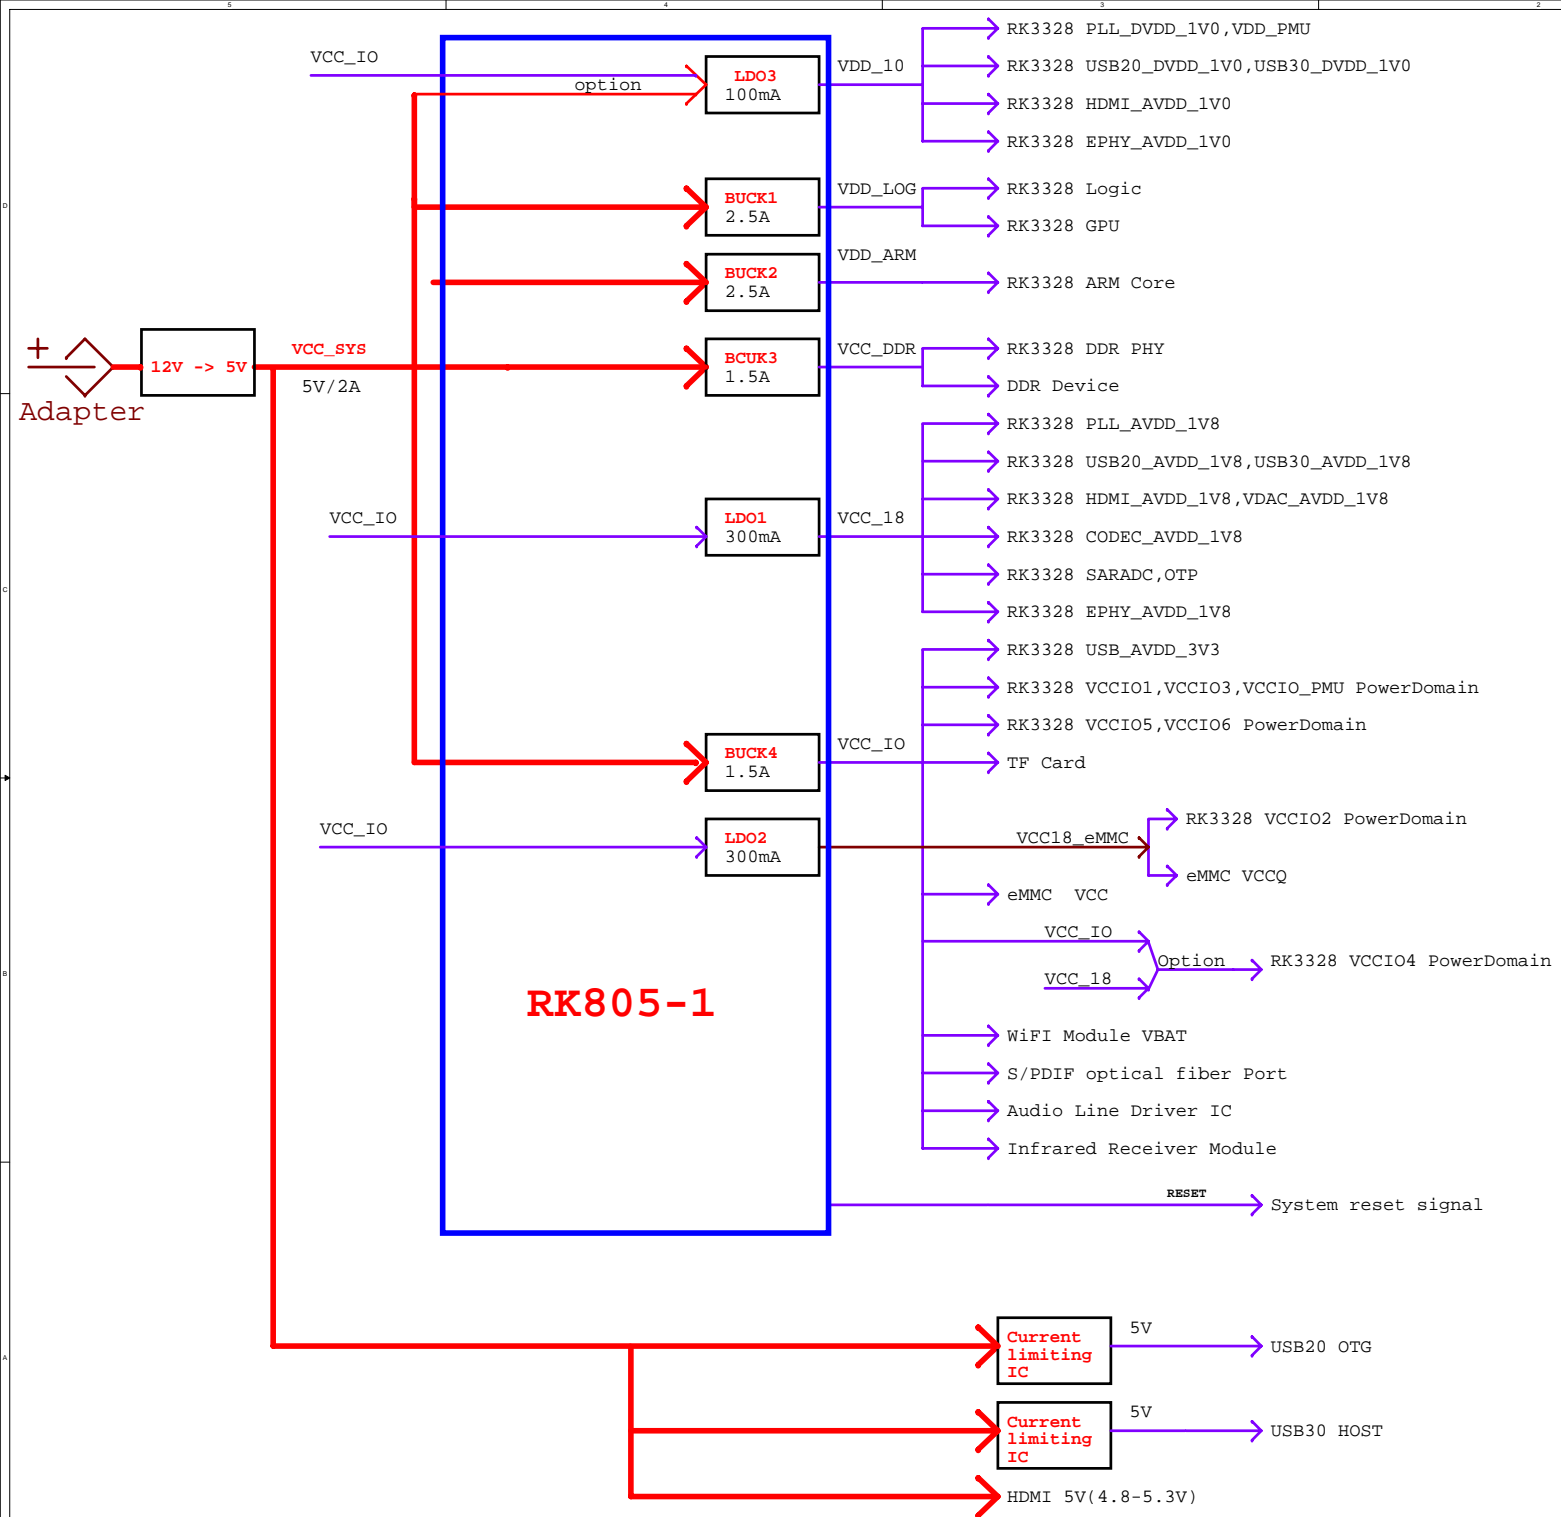 5
4
3
2
VCC_IO
option
LDO3
100mA
VDD_10
RK3328 PLL_DVDD_1V0,VDD_PMU
RK3328 USB20_DVDD_1V0,USB30_DVDD_1V0
RK3328 HDMI_AVDD_1V0
RK3328 EPHY_AVDD_1V0
D
BUCK1
2.5A
VDD_LOG
RK3328 Logic
RK3328 GPU
BUCK2
2.5A
VDD_ARM
RK3328 ARM Core
+
Adapter
12V -> 5V
VCC_SYS
5V/2A
BCUK3
1.5A
VCC_DDR
RK3328 DDR PHY
DDR Device
C
VCC_IO
LDO1
300mA
VCC_18
RK3328 PLL_AVDD_1V8
RK3328 USB20_AVDD_1V8,USB30_AVDD_1V8
RK3328 HDMI_AVDD_1V8,VDAC_AVDD_1V8
RK3328 CODEC_AVDD_1V8
RK3328 SARADC,OTP
RK3328 EPHY_AVDD_1V8
RK3328 USB_AVDD_3V3
RK3328 VCCIO1,VCCIO3,VCCIO_PMU PowerDomain
RK3328 VCCIO5,VCCIO6 PowerDomain
BUCK4
1.5A
VCC_IO
TF Card
VCC_IO
LDO2
300mA
VCC18_eMMC
RK3328 VCCIO2 PowerDomain
eMMC VCCQ
eMMC  VCC
B
VCC_IO
VCC_18
Option
RK3328 VCCIO4 PowerDomain
RK805-1
WiFI Module VBAT
S/PDIF optical fiber Port
Audio Line Driver IC
Infrared Receiver Module
RESET
System reset signal
A
Current
limiting
IC
5V
USB20 OTG
Current
limiting
IC
5V
USB30 HOST
HDMI 5V(4.8-5.3V)